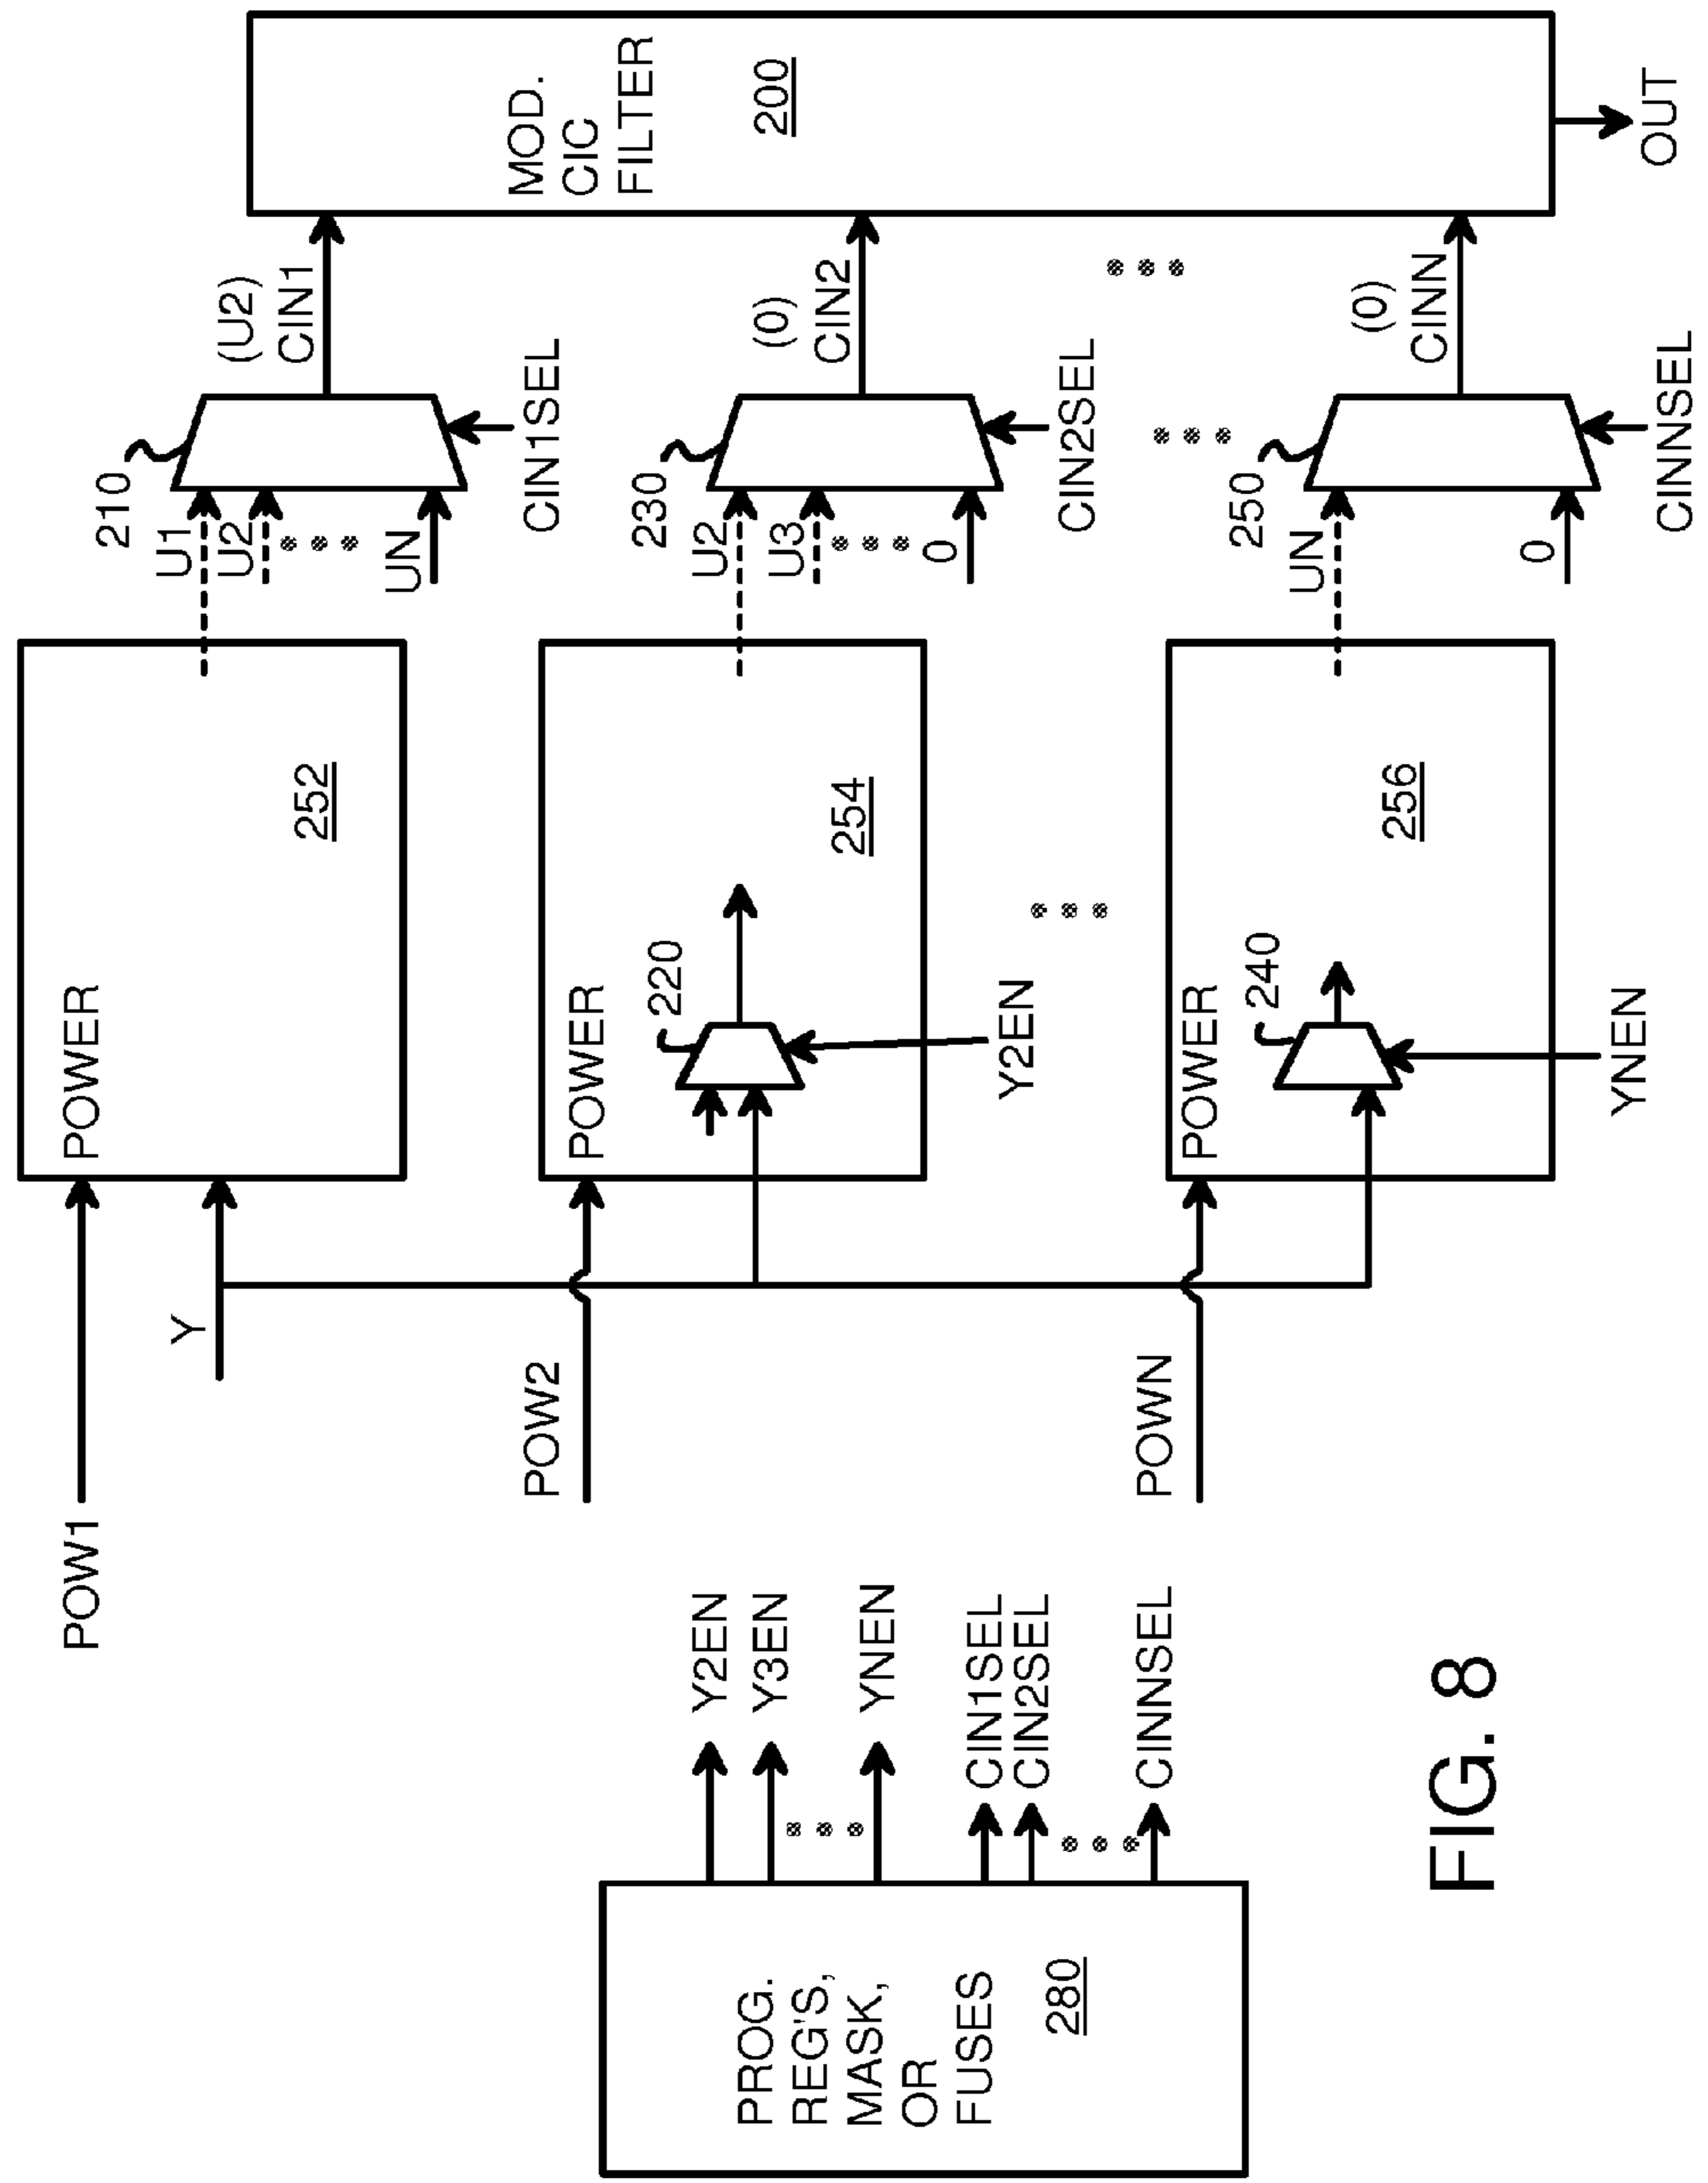 POW1
Y
POW2
POWN
POWER
252
POWER
220
254
Y2EN
POWER
240
256
YNEN
210
U1
U2
UN
CIN1SEL
(U2)
CIN1
230
U2
U3
0
CIN2SEL
(0)
CIN2
250
UN
0
CINNSEL
(0)
CINN
MOD.
CIC
FILTER
200
OUT
PROG.
REG'S,
MASK,
OR
FUSES
280
Y2EN
Y3EN
YNEN
CIN1SEL
CIN2SEL
CINNSEL
FIG. 8